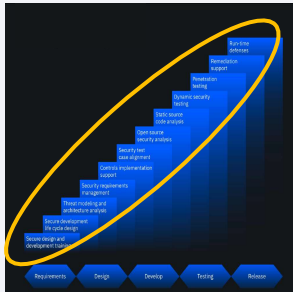 Run-time
defenses
Remediation
support
Penetration
testing
Dynamic security
testing
Static source
code analysis
Open source
security analysis
Security test
case alignment
Controls implementation
support
Security requirements
management
Threat modeling and
architecture analysis
Secure development
life cycle design
Secure design and
development training
Requirements
Design
Develop
Testing
Release